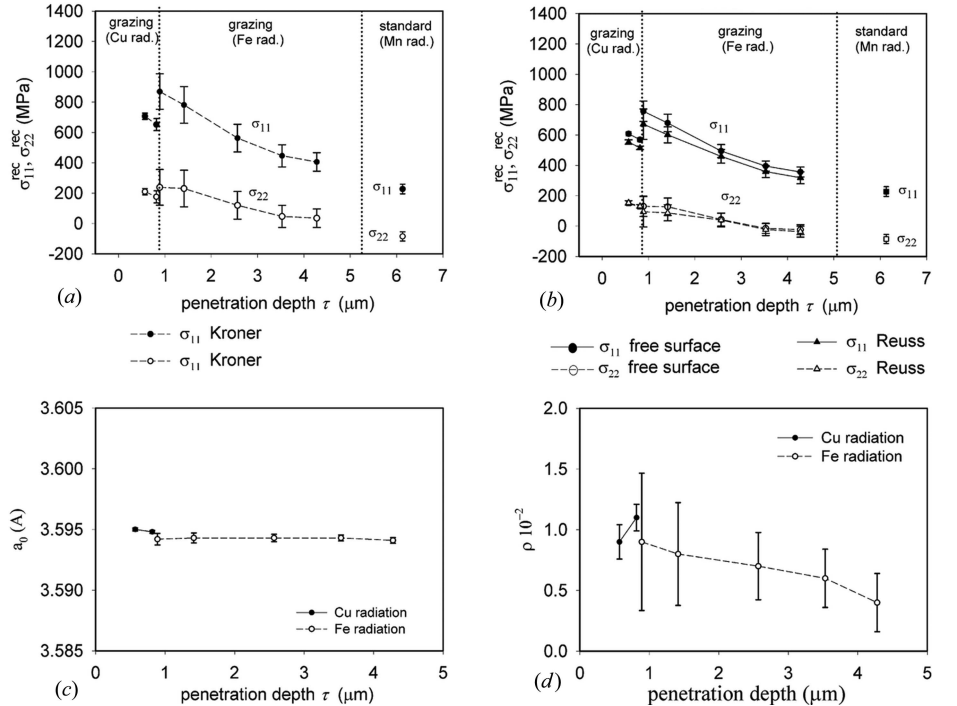 1400
1200
1000
800
600
400
200
0
-200
σ₁₁ʳᵉᶜ, σ₂₂ʳᵉᶜ (MPa)
grazing
(Cu rad.)
grazing
(Fe rad.)
standard
(Mn rad.)
σ₁₁
σ₂₂
σ₁₁
σ₂₂
0 1 2 3 4 5 6 7
penetration depth τ (μm)
(a)
σ₁₁ Kroner
σ₁₁ Kroner
1400
1200
1000
800
600
400
200
0
-200
σ₁₁ʳᵉᶜ, σ₂₂ʳᵉᶜ (MPa)
grazing
(Cu rad.)
grazing
(Fe rad.)
standard
(Mn rad.)
σ₁₁
σ₂₂
σ₁₁
σ₂₂
0 1 2 3 4 5 6 7
penetration depth τ (μm)
(b)
σ₁₁ free surface
σ₂₂ free surface
σ₁₁ Reuss
σ₂₂ Reuss
3.605
3.600
3.595
3.590
3.585
a₀ (A)
Cu radiation
Fe radiation
0 1 2 3 4 5
penetration depth τ (μm)
(c)
2.0
1.5
1.0
0.5
0.0
ρ 10⁻²
Cu radiation
Fe radiation
0 1 2 3 4 5
penetration depth (μm)
(d)